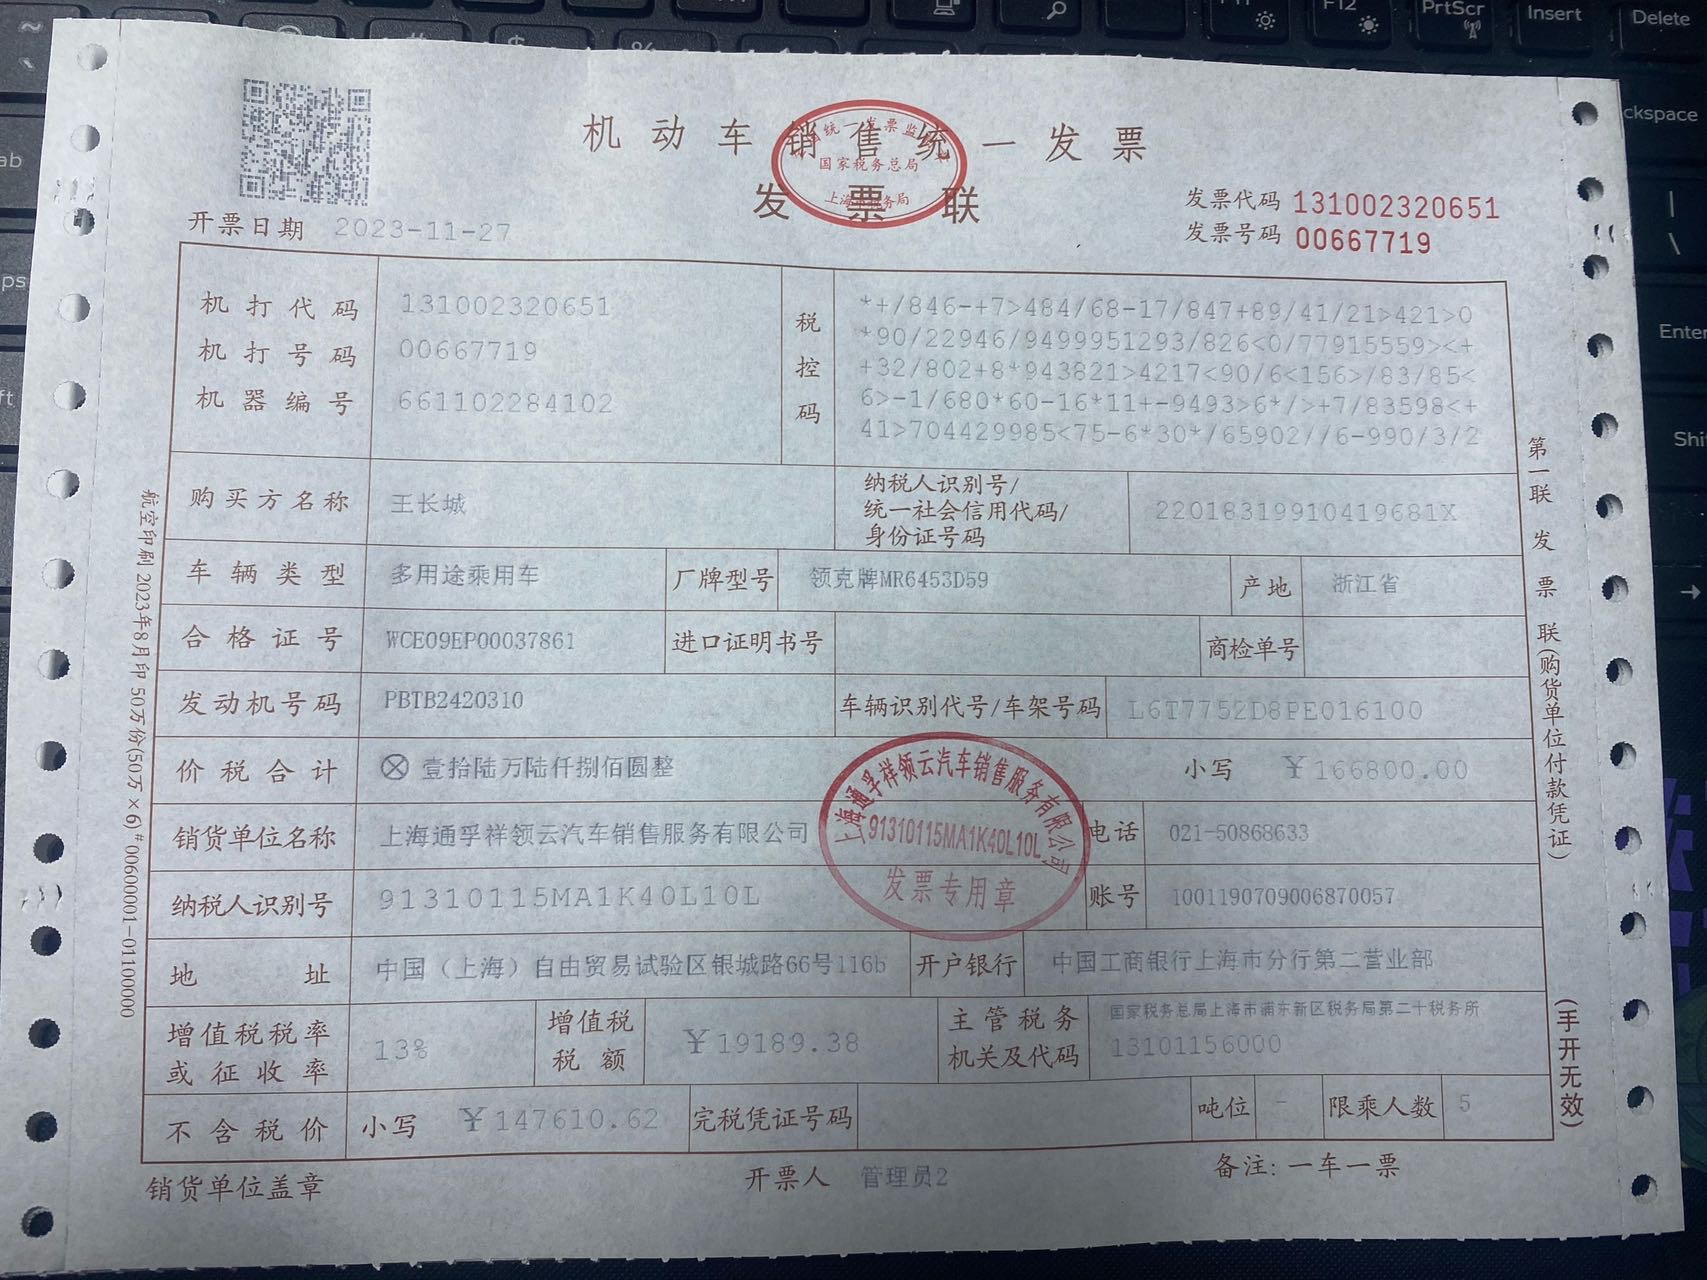 机动车销售统一发票
国家税务总局
发票联
开票日期 2023-11-27
发票代码 131002320651
发票号码 00667719
机打代码 131002320651
机打号码 00667719
机器编号 661102284102
税控码
*+/846-+7>484/68-17/847+89/41/21>421>0
*90/22946/9499951293/826<0/77915559><+
+32/802+8*943821>4217<90/6<156>/83/85<
6>-1/680*60-16*11+-9493>6*/>+7/83598<+
41>704429985<75-6*30*/65902//6-990/3/2
购买方名称 王长城
纳税人识别号/
统一社会信用代码/
身份证号码
22018319910419681X
车辆类型 多用途乘用车 厂牌型号 领克牌MR6453D59 产地 浙江省
合格证号 WCE09EP00037861 进口证明书号 商检单号
发动机号码 PBTB2420310 车辆识别代号/车架号码 L6T7752D8PE016100
价税合计 ⊗壹拾陆万陆仟捌佰圆整 小写 ¥166800.00
销货单位名称 上海通孚祥领云汽车销售服务有限公司 电话 021-50868633
纳税人识别号 91310115MA1K40L10L 账号 1001190709006870057
上海通孚祥领云汽车销售服务有限公司
91310115MA1K40L10L
发票专用章
地址 中国（上海）自由贸易试验区银城路66号116b 开户银行 中国工商银行上海市分行第二营业部
增值税税率
或征收率
13%
增值税
税额
¥19189.38
主管税务
机关及代码
国家税务总局上海市浦东新区税务局第二十税务所
13101156000
不含税价 小写 ¥147610.62 完税凭证号码 吨位 - 限乘人数 5
销货单位盖章 开票人 管理员2 备注:一车一票
航空印刷 2023年8月印 50万份(50万×6)#00600001-01100000
第一联 发票联(购货单位付款凭证)
(手开无效)
PrtScr
Insert
Delete
F12
ckspace
Enter
Shi
ab
ps
ft